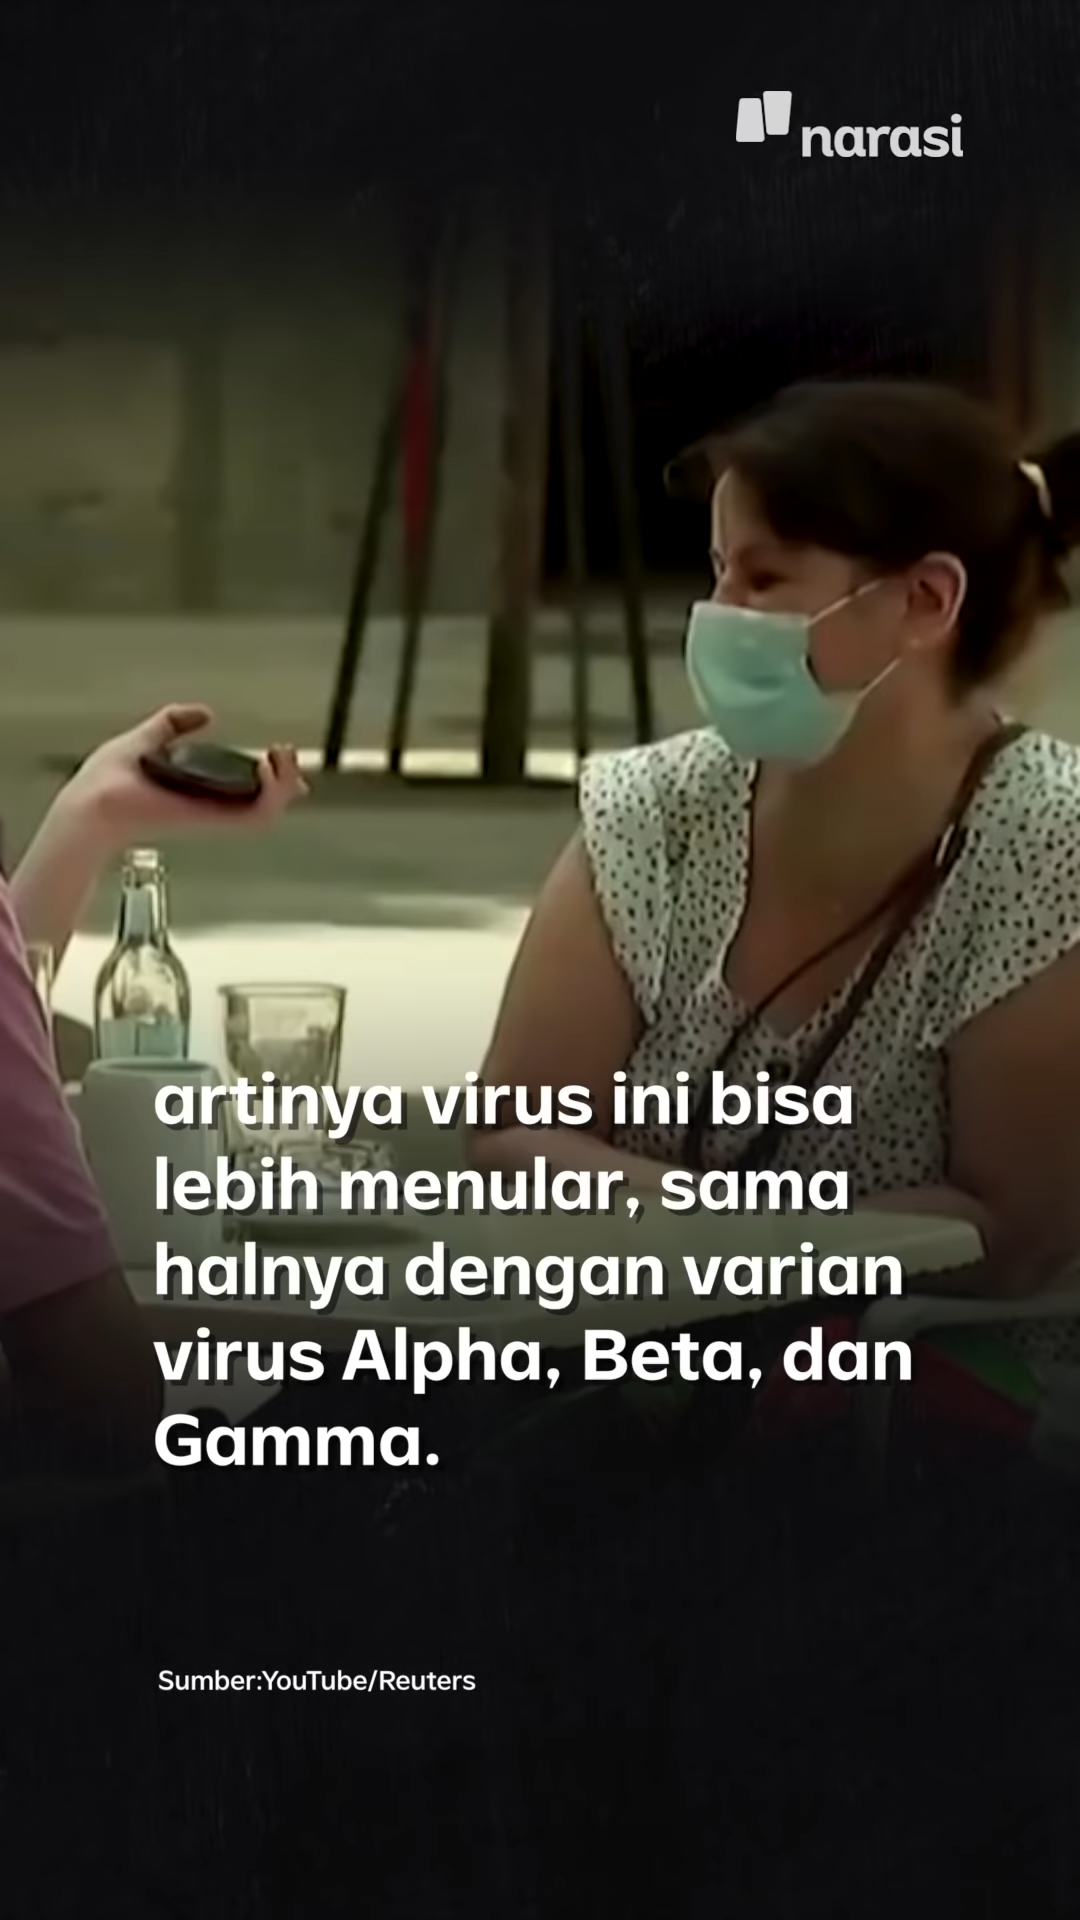 narasi
artinya virus ini bisa
lebih menular, sama
halnya dengan varian
virus Alpha, Beta, dan
Gamma.
Sumber:YouTube/Reuters